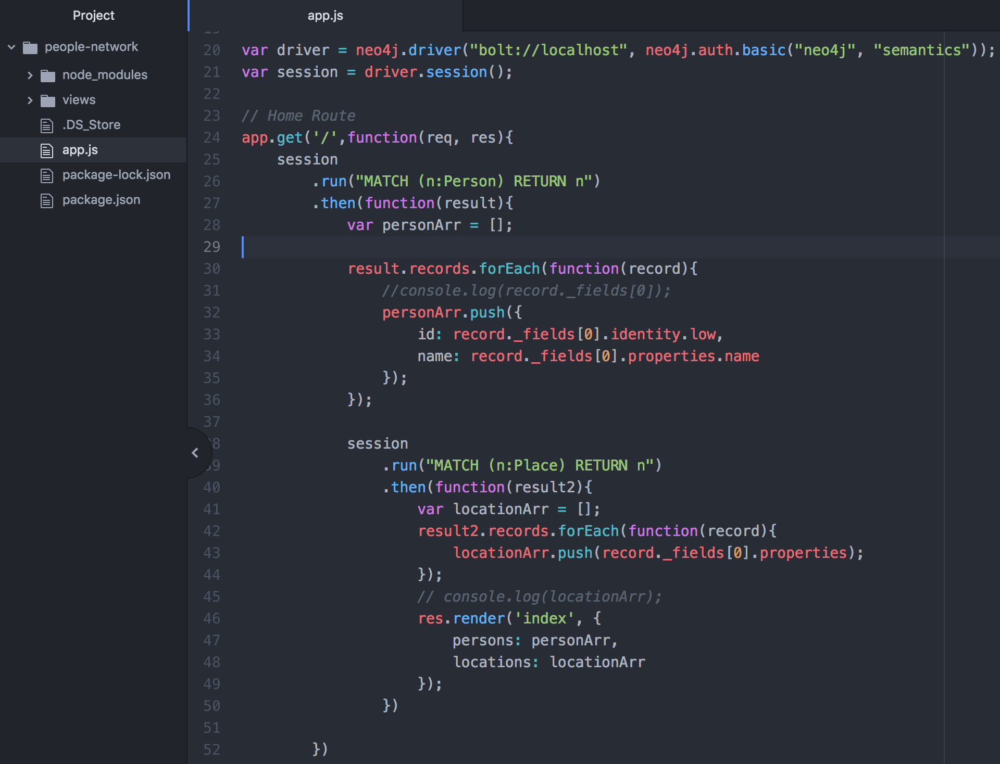 Project
people-network
node_modules
views
.DS_Store
app.js
package-lock.json
package.json
app.js
20 var driver = neo4j.driver("bolt://localhost", neo4j.auth.basic("neo4j", "semantics"));
21 var session = driver.session();
22
23 // Home Route
24 app.get('/',function(req, res){
25     session
26         .run("MATCH (n:Person) RETURN n")
27         .then(function(result){
28             var personArr = [];
29
30             result.records.forEach(function(record){
31                 //console.log(record._fields[0]);
32                 personArr.push({
33                     id: record._fields[0].identity.low,
34                     name: record._fields[0].properties.name
35                 });
36             });
37
8             session
9                 .run("MATCH (n:Place) RETURN n")
40                 .then(function(result2){
41                     var locationArr = [];
42                     result2.records.forEach(function(record){
43                         locationArr.push(record._fields[0].properties);
44                     });
45                     // console.log(locationArr);
46                     res.render('index', {
47                         persons: personArr,
48                         locations: locationArr
49                     });
50                 })
51
52         })